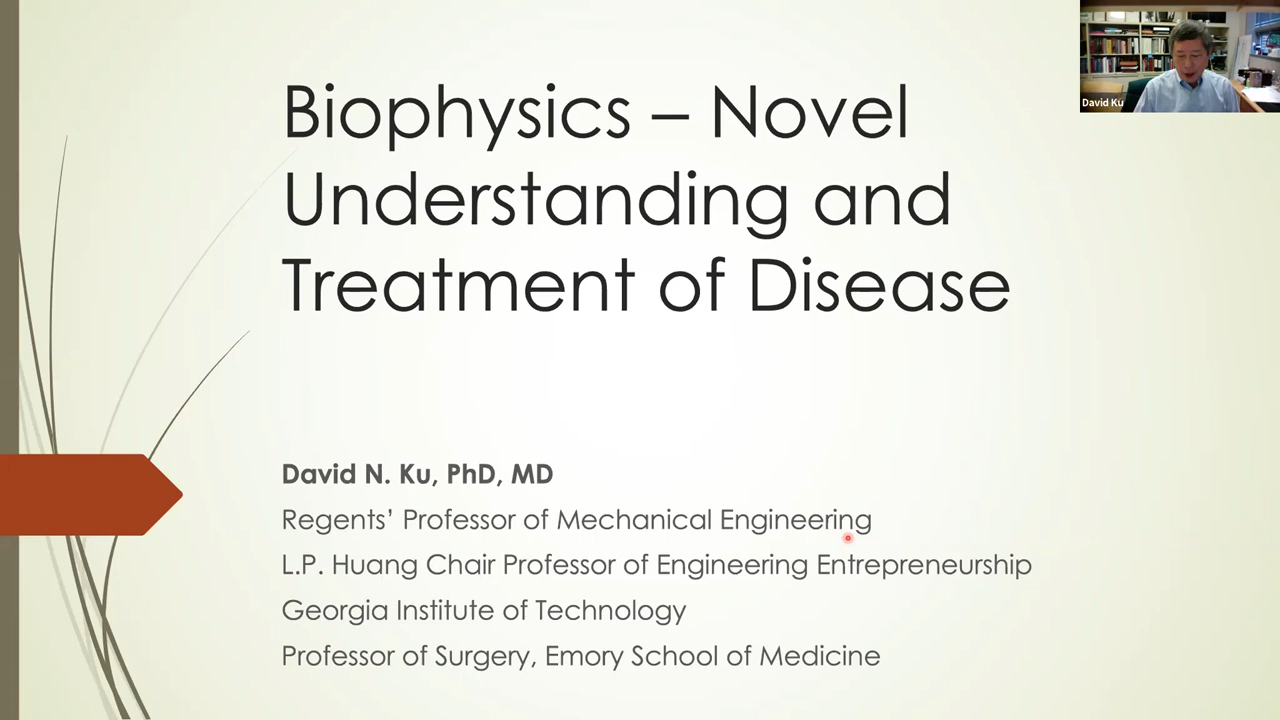 Biophysics – Novel
Understanding and
Treatment of Disease
David N. Ku, PhD, MD
Regents’ Professor of Mechanical Engineering
L.P. Huang Chair Professor of Engineering Entrepreneurship
Georgia Institute of Technology
Professor of Surgery, Emory School of Medicine
David Ku